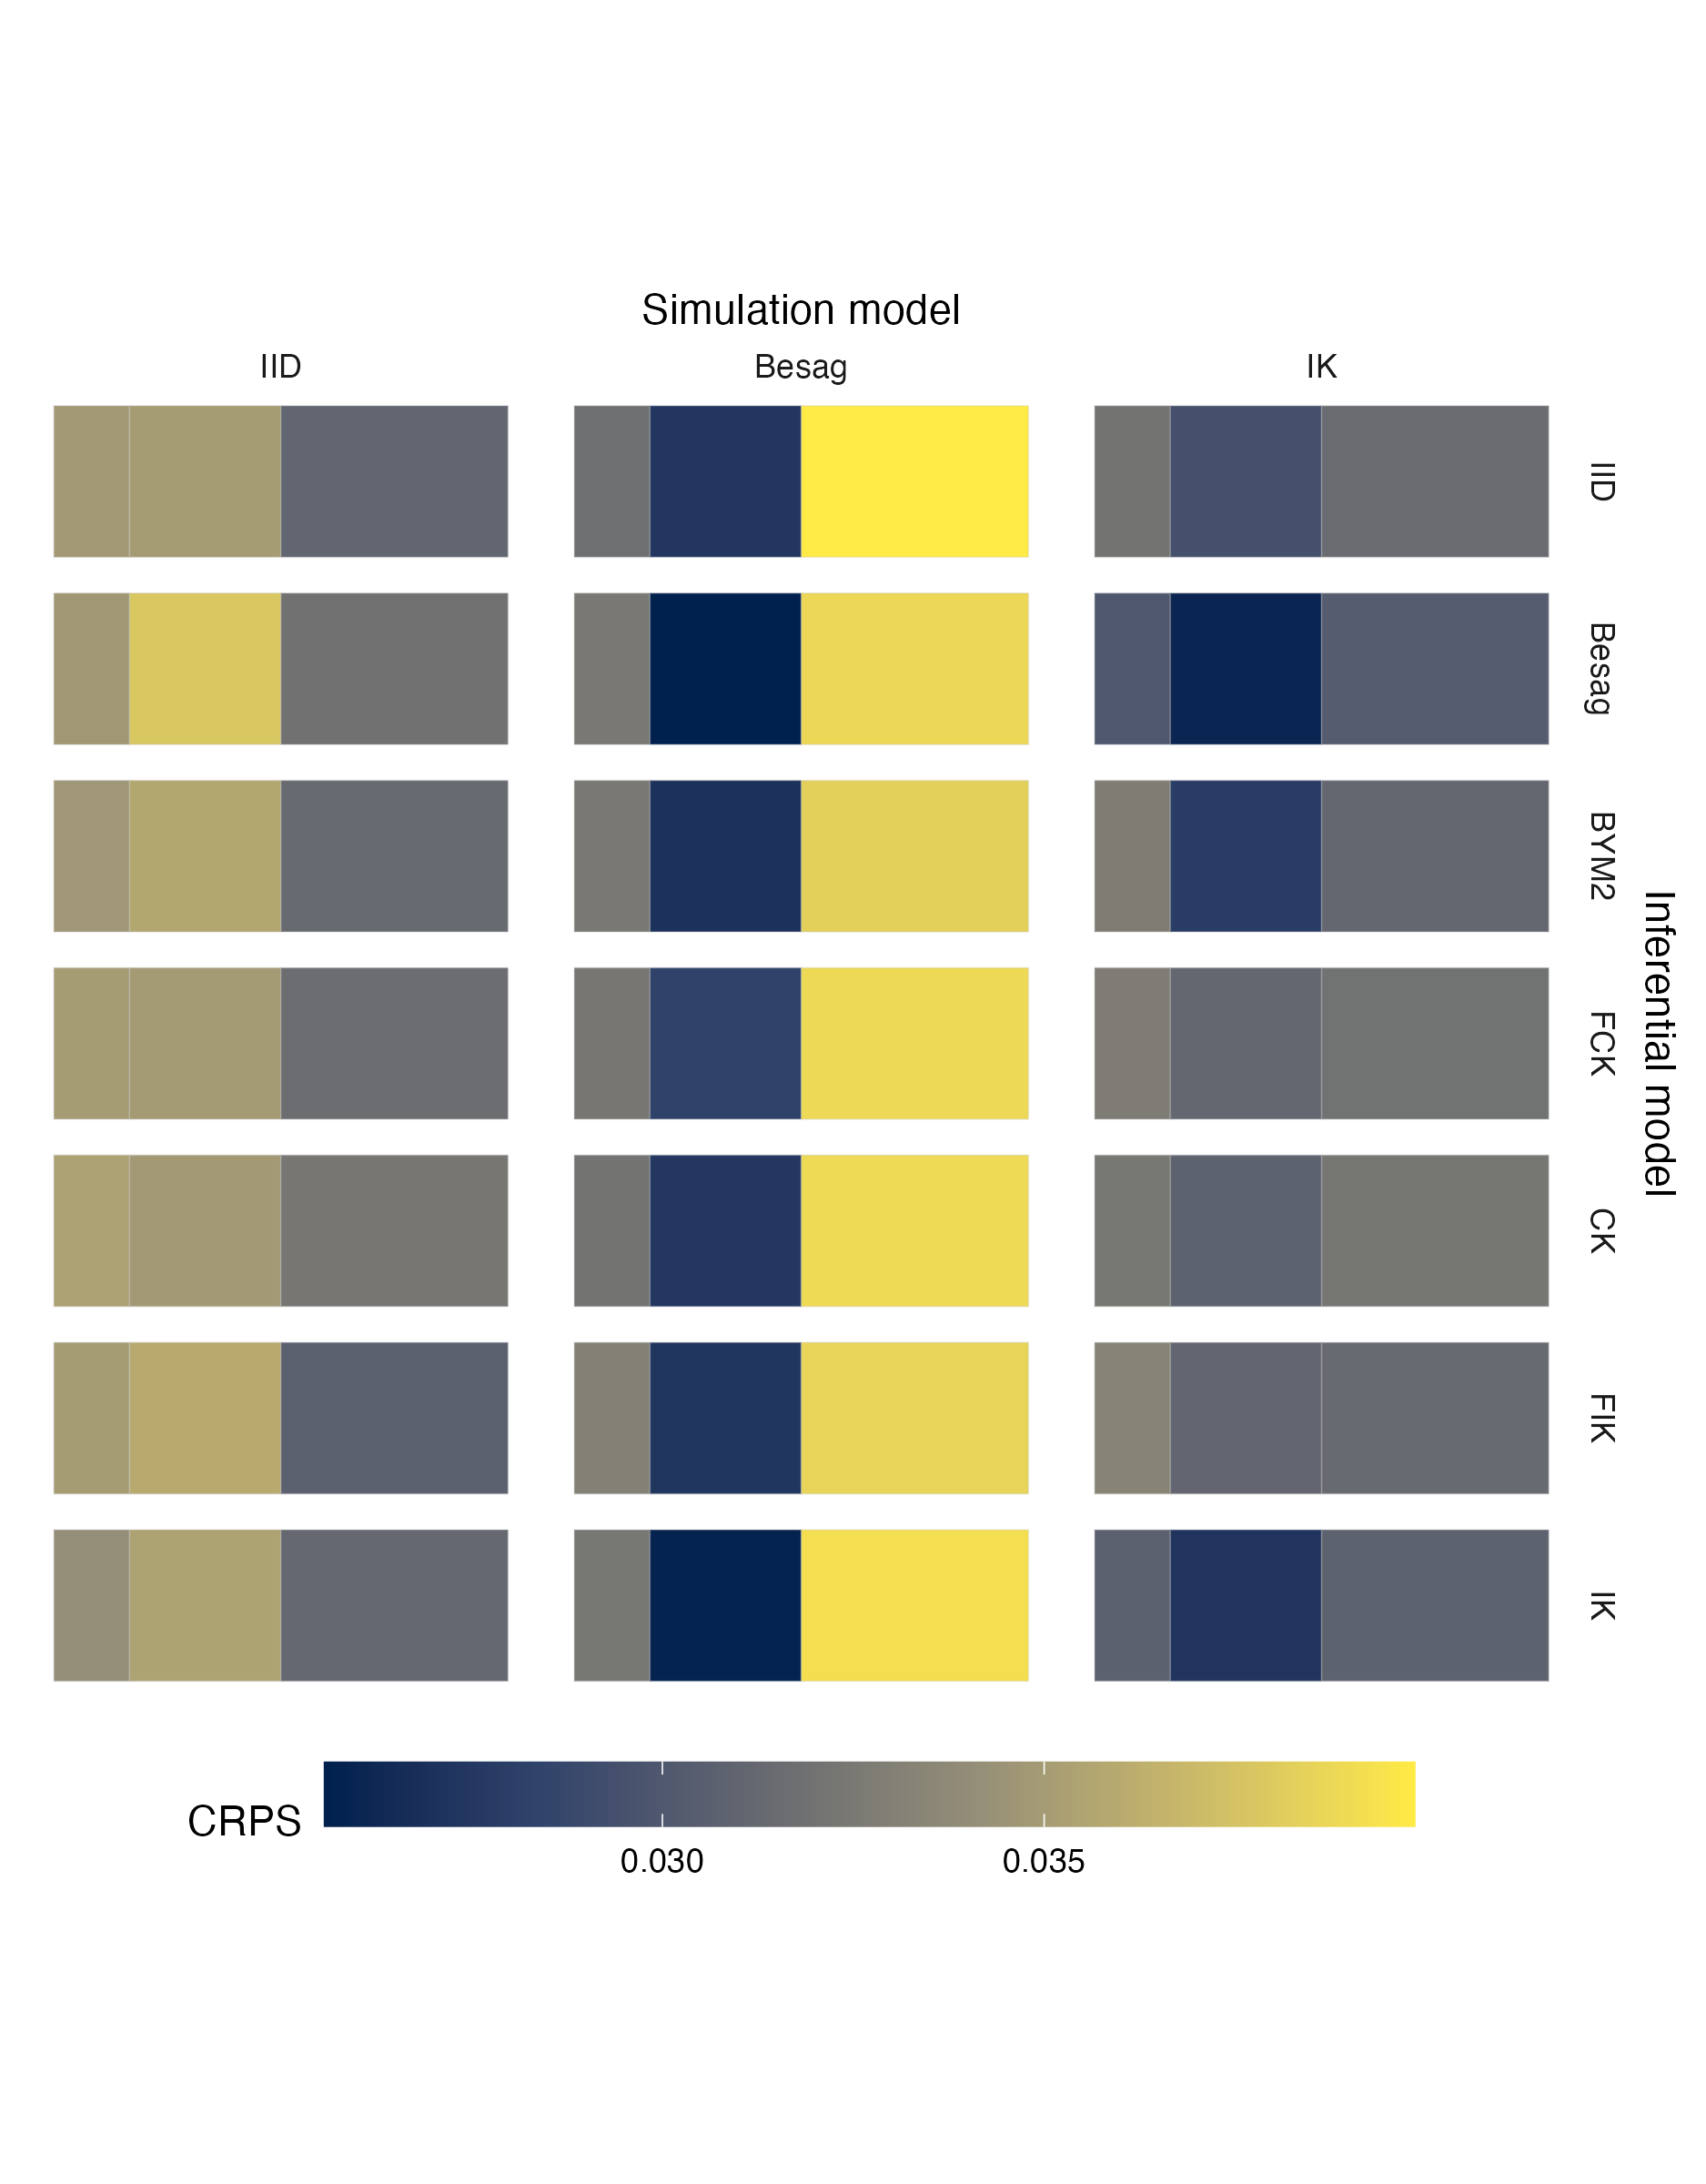 Simulation model
IID
Besag
IK
IID
Besag
BYM2
FCK
CK
FIK
IK
Inferential model
CRPS
0.030
0.035